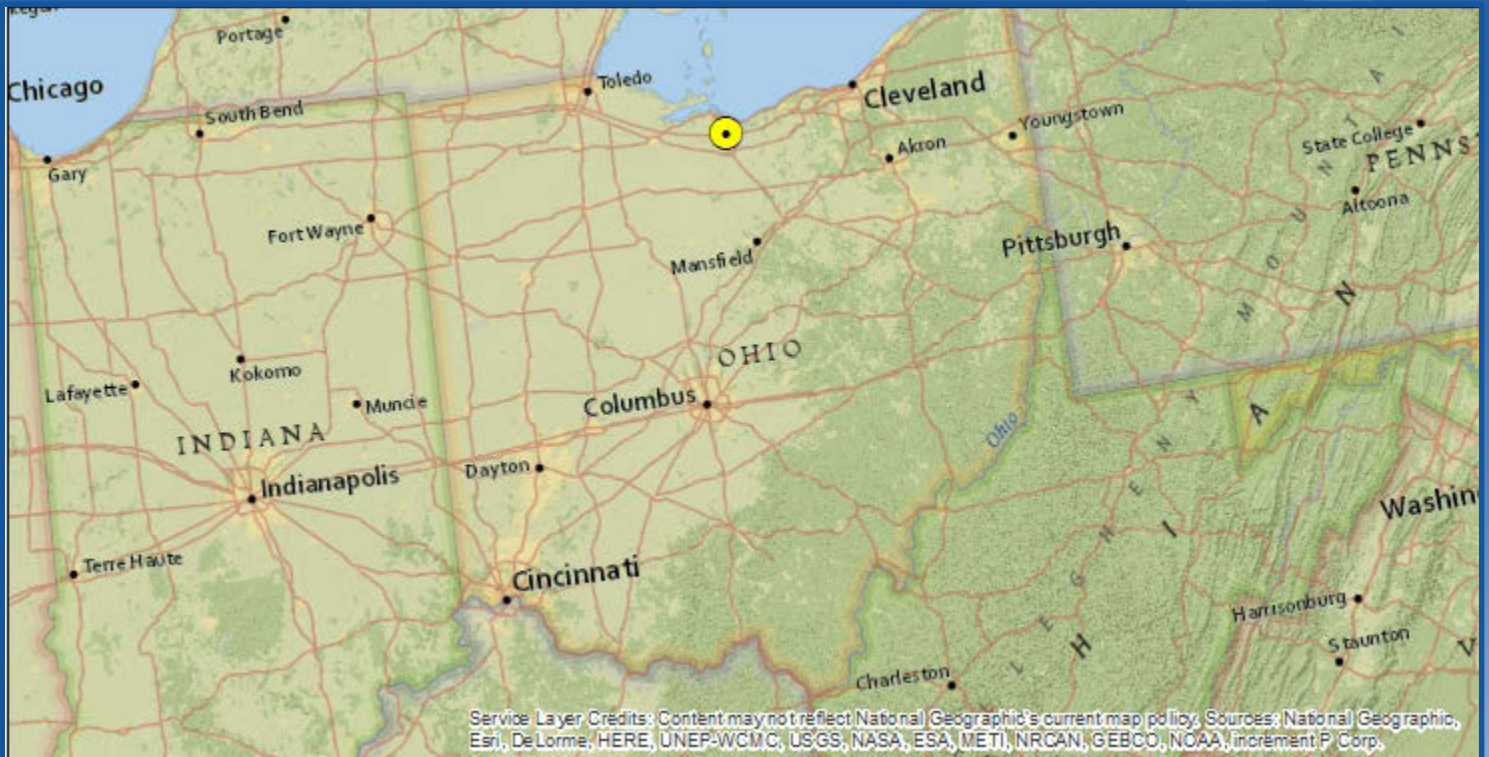 Portage
Chicago
Toledo
Cleveland
South Bend
Youngstown
State College
Akron
PENNS
Gary
Altoona
Fort Wayne
Pittsburgh
Mansfield
OHIO
Kokomo
Lafayette
Muncie
Columbus
Ohio
INDIANA
Dayton
Indianapolis
Washin
Terre Haute
Cincinnati
Harrisonburg
Staunton
V
Charleston
L E G H E N Y M O U N T A I
H I A N
Service Layer Credits: Content may not reflect National Geographic's current map policy. Sources: National Geographic,
Esri, DeLorme, HERE, UNEP-WCMC, USGS, NASA, ESA, METI, NRCAN, GEBCO, NOAA, increment P Corp.